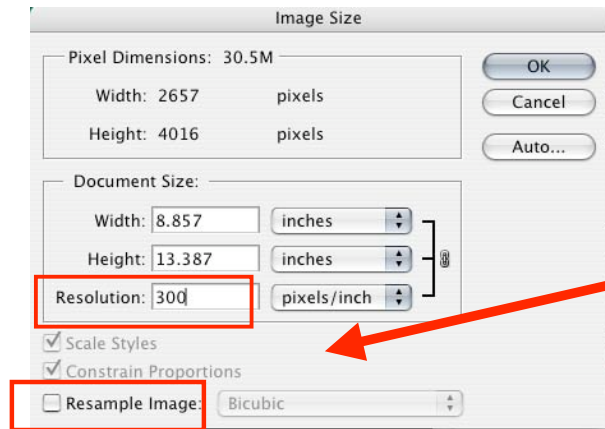 Image Size
Pixel Dimensions: 30.5M
OK
Width: 2657 pixels
Cancel
Height: 4016 pixels
Auto...
Document Size:
Width: 8.857 inches
Height: 13.387 inches
Resolution: 300 pixels/inch
Scale Styles
Constrain Proportions
Resample Image: Bicubic